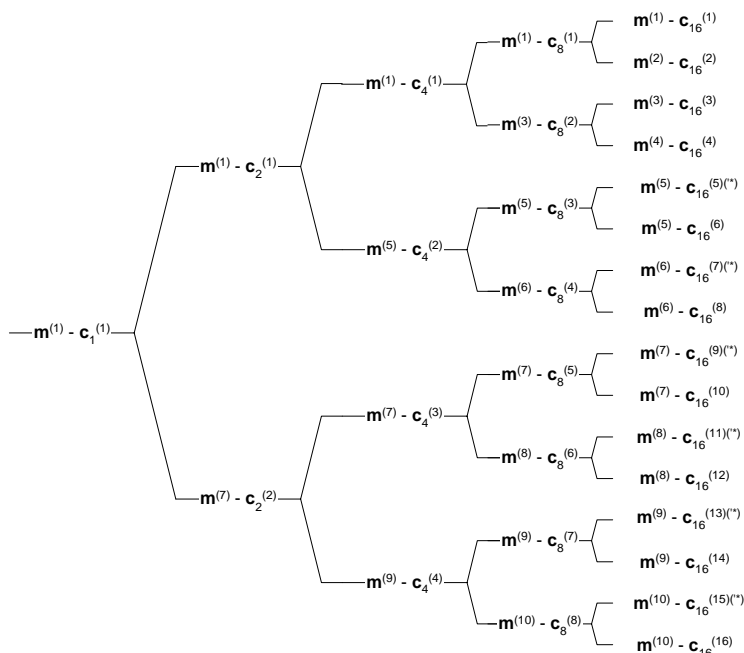 m(1) - c16(1)
m(1) - c8(1)
m(2) - c16(2)
m(1) - c4(1)
m(3) - c16(3)
m(3) - c8(2)
m(4) - c16(4)
m(1) - c2(1)
m(5) - c16(5)('*)
m(5) - c8(3)
m(5) - c16(6)
m(5) - c4(2)
m(6) - c16(7)('*)
m(6) - c8(4)
m(6) - c16(8)
m(1) - c1(1)
m(7) - c16(9)('*)
m(7) - c8(5)
m(7) - c16(10)
m(7) - c4(3)
m(8) - c16(11)('*)
m(8) - c8(6)
m(8) - c16(12)
m(7) - c2(2)
m(9) - c16(13)('*)
m(9) - c8(7)
m(9) - c16(14)
m(9) - c4(4)
m(10) - c16(15)('*)
m(10) - c8(8)
m(10) - c16(16)